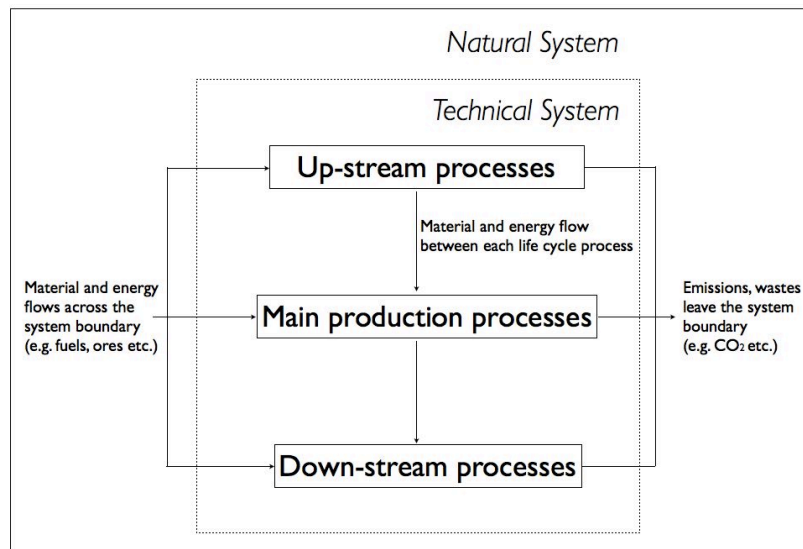 Natural System
Technical System
Up-stream processes
Material and energy flow
between each life cycle process
Material and energy
flows across the
system boundary
(e.g. fuels, ores etc.)
Main production processes
Emissions, wastes
leave the system
boundary
(e.g. CO₂ etc.)
Down-stream processes